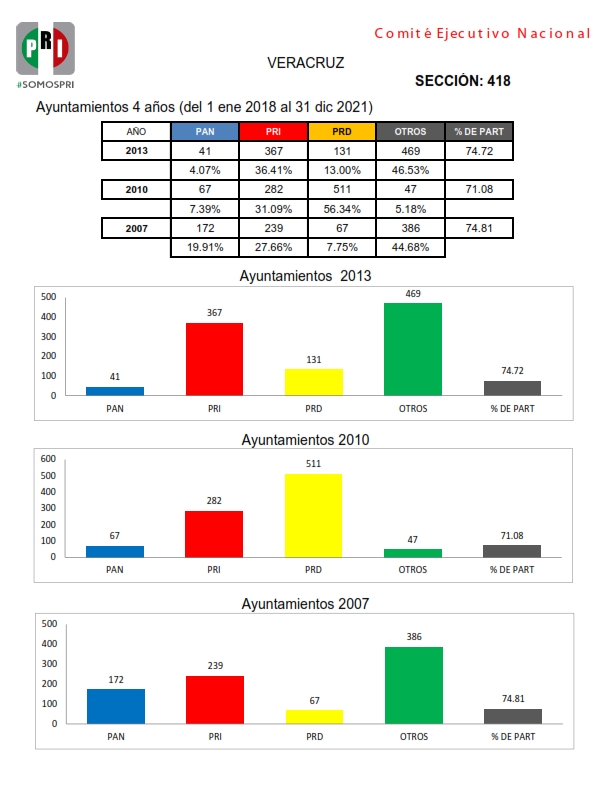 Comité Ejecutivo Nacional
PRI
#SOMOSPRI
VERACRUZ
SECCIÓN: 418
Ayuntamientos 4 años (del 1 ene 2018 al 31 dic 2021)
AÑO PAN PRI PRD OTROS % DE PART
2013 41 367 131 469 74.72
4.07% 36.41% 13.00% 46.53%
2010 67 282 511 47 71.08
7.39% 31.09% 56.34% 5.18%
2007 172 239 67 386 74.81
19.91% 27.66% 7.75% 44.68%
Ayuntamientos 2013
500
400
300
200
100
0
41 367 131 469 74.72
PAN PRI PRD OTROS % DE PART
Ayuntamientos 2010
600
500
400
300
200
100
0
67 282 511 47 71.08
PAN PRI PRD OTROS % DE PART
Ayuntamientos 2007
500
400
300
200
100
0
172 239 67 386 74.81
PAN PRI PRD OTROS % DE PART